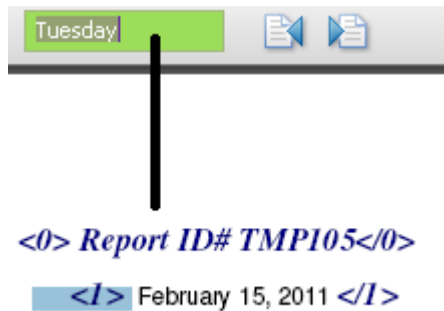 Tuesday
<0> Report ID# TMP105</0>
<1> February 15, 2011 </1>